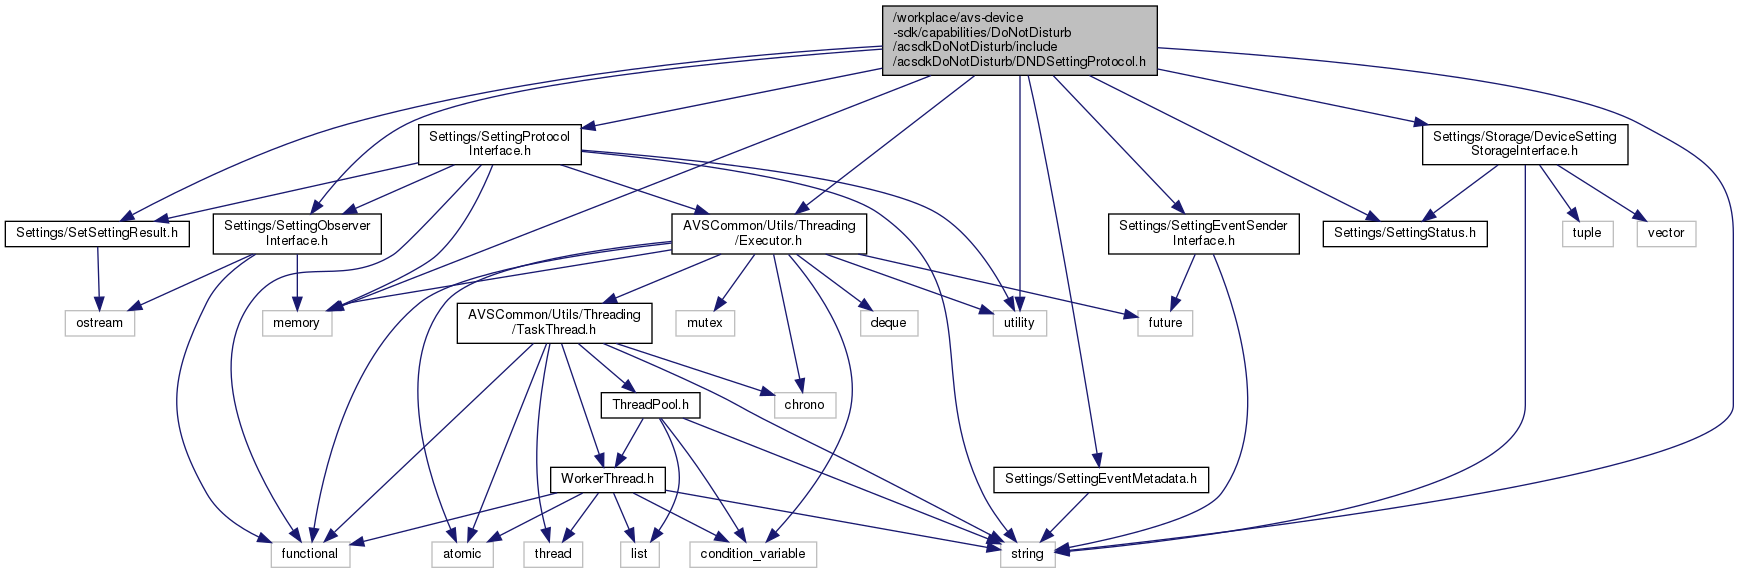 /workplace/avs-device
-sdk/capabilities/DoNotDisturb
/acsdkDoNotDisturb/include
/acsdkDoNotDisturb/DNDSettingProtocol.h
Settings/SettingProtocol
Interface.h
Settings/Storage/DeviceSetting
StorageInterface.h
Settings/SetSettingResult.h
Settings/SettingObserver
Interface.h
AVSCommon/Utils/Threading
/Executor.h
Settings/SettingEventSender
Interface.h
Settings/SettingStatus.h
tuple
vector
ostream
memory
AVSCommon/Utils/Threading
/TaskThread.h
mutex
deque
utility
future
ThreadPool.h
chrono
WorkerThread.h
Settings/SettingEventMetadata.h
functional
atomic
thread
list
condition_variable
string